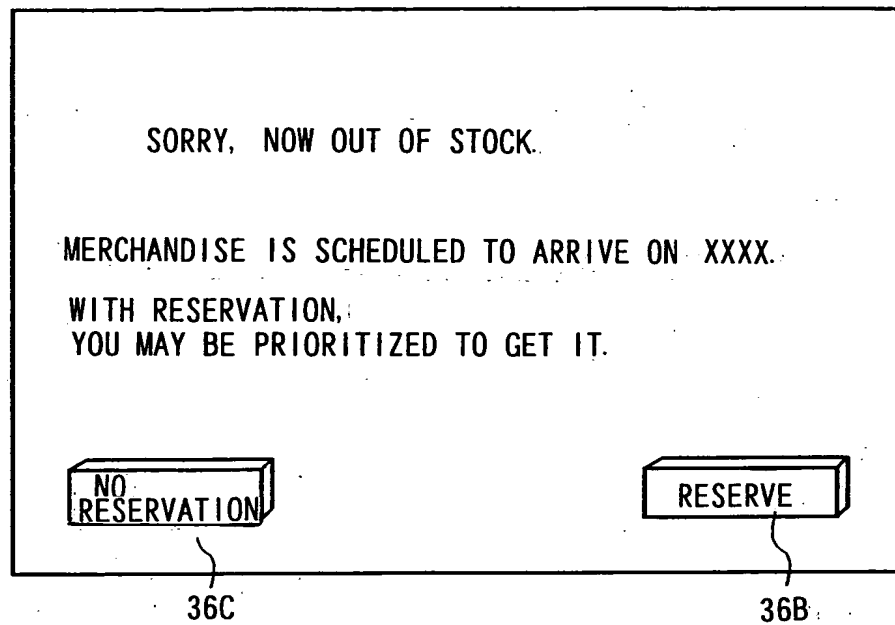 SORRY, NOW OUT OF STOCK.
MERCHANDISE IS SCHEDULED TO ARRIVE ON XXXX.
WITH RESERVATION,
YOU MAY BE PRIORITIZED TO GET IT.
NO
RESERVATION
RESERVE
36C
36B